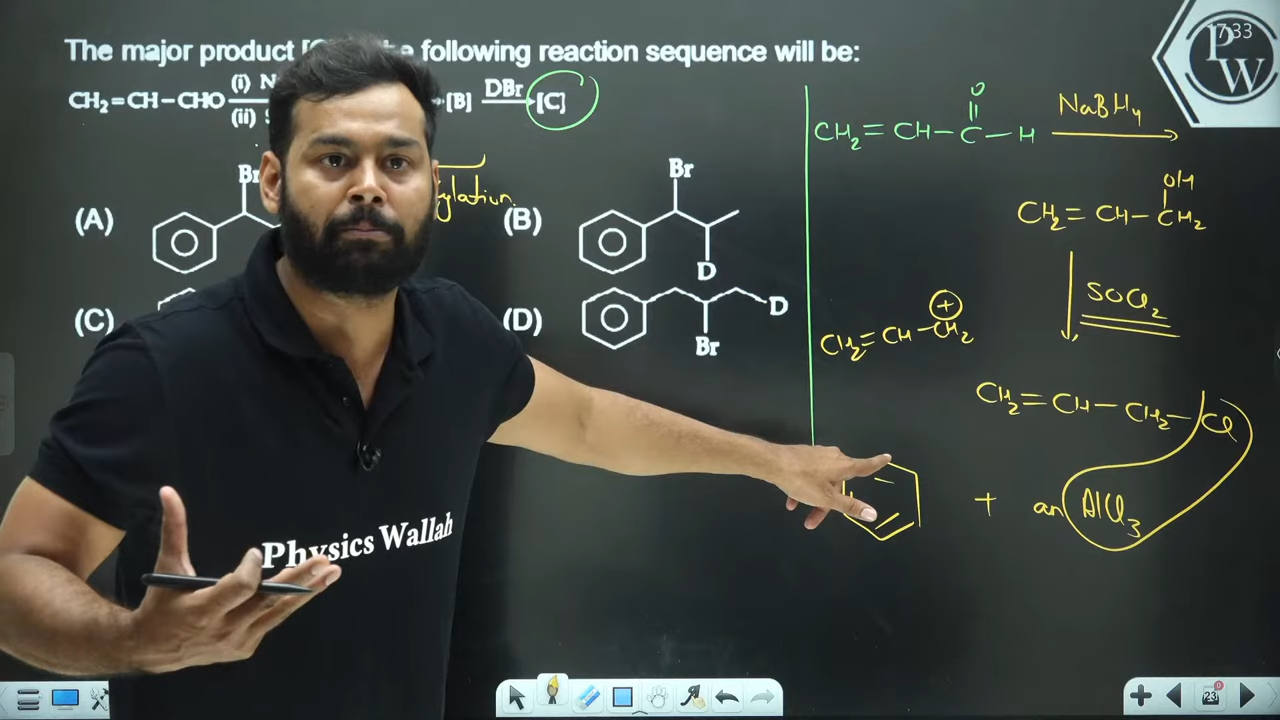 The major product the following reaction sequence will be:
CH₂=CH–CHO (i) (ii) [B] DBr [C]
Br
(A)
(B) Br D
(C)
(D) Br D
CH₂=CH–C–H
O
NaBH₄
OH
CH₂=CH–CH₂
SOCl₂
CH₂=CH–CH₂
+
CH₂=CH–CH₂–Cl
+ an AlCl₃
Physics Wallah
17:33
PW
23